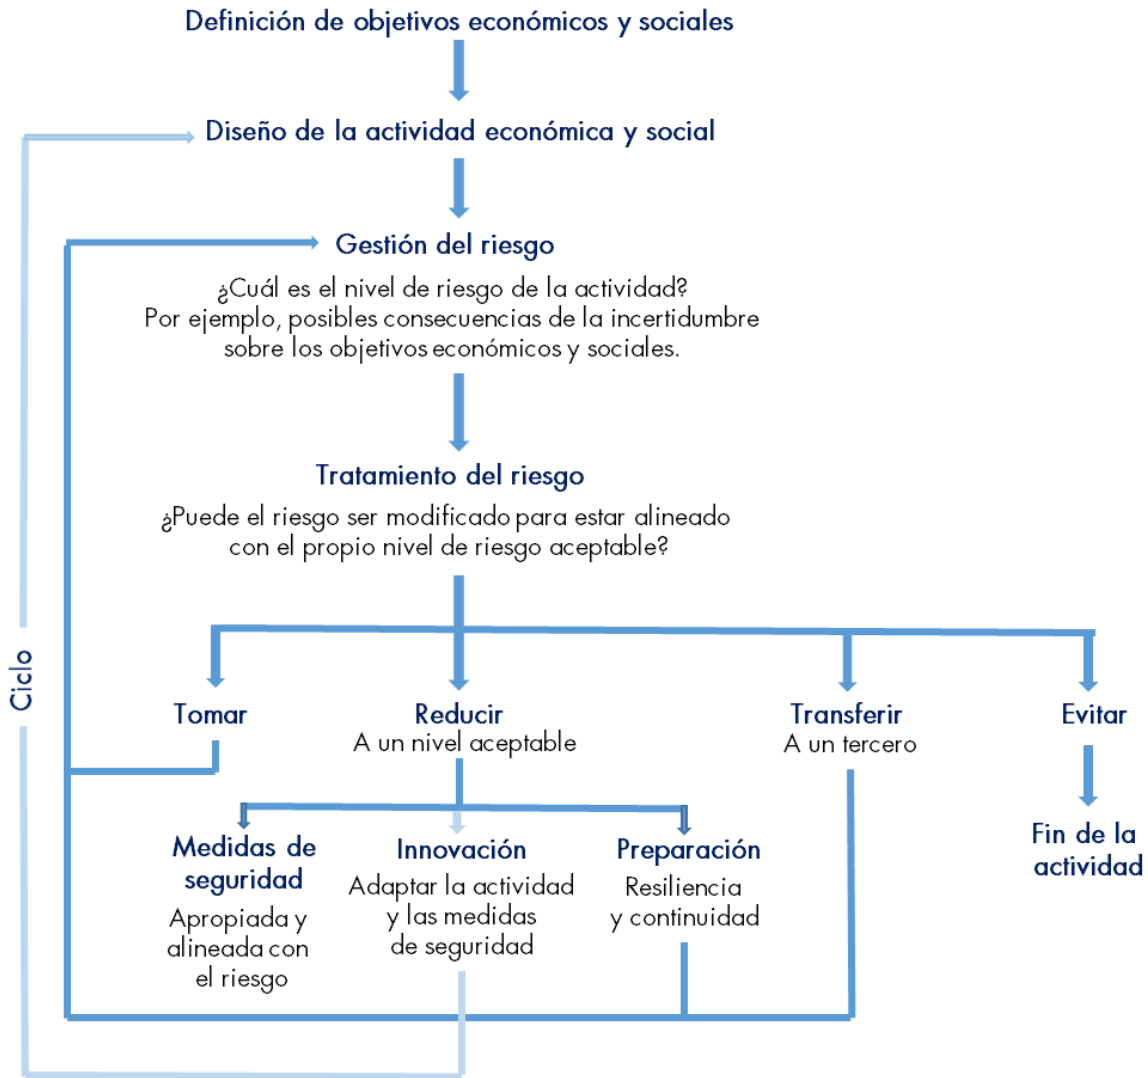 Definición de objetivos económicos y sociales
Diseño de la actividad económica y social
Gestión del riesgo
¿Cuál es el nivel de riesgo de la actividad?
Por ejemplo, posibles consecuencias de la incertidumbre
sobre los objetivos económicos y sociales.
Tratamiento del riesgo
¿Puede el riesgo ser modificado para estar alineado
con el propio nivel de riesgo aceptable?
Ciclo
Tomar
Reducir
A un nivel aceptable
Transferir
A un tercero
Evitar
Medidas de
seguridad
Apropiada y
alineada con
el riesgo
Innovación
Adaptar la actividad
y las medidas
de seguridad
Preparación
Resiliencia
y continuidad
Fin de la
actividad